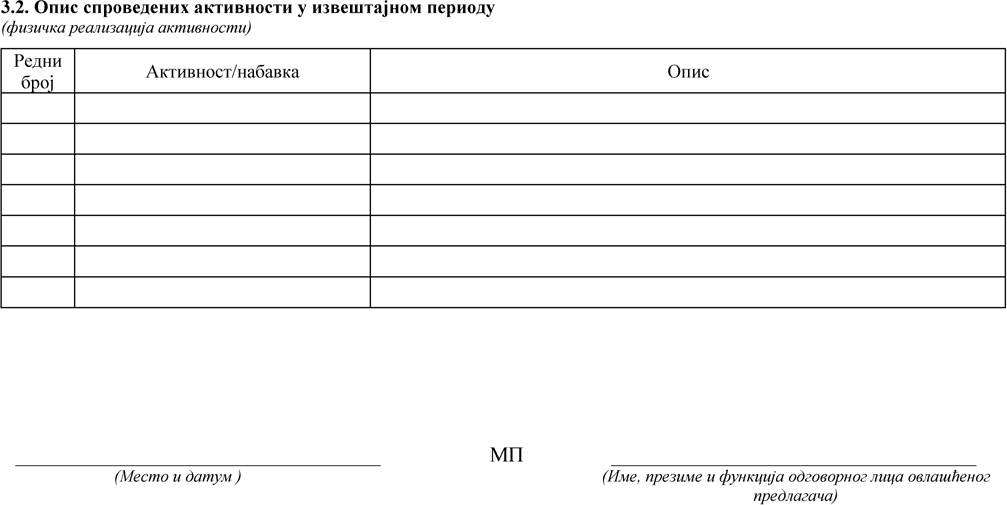 3.2. Опис спроведених активности у извештајном периоду
(физичка реализација активности)
Редни број Активност/набавка Опис
МП
(Место и датум )
(Име, презиме и функција одговорног лица овлашћеног
предлагача)